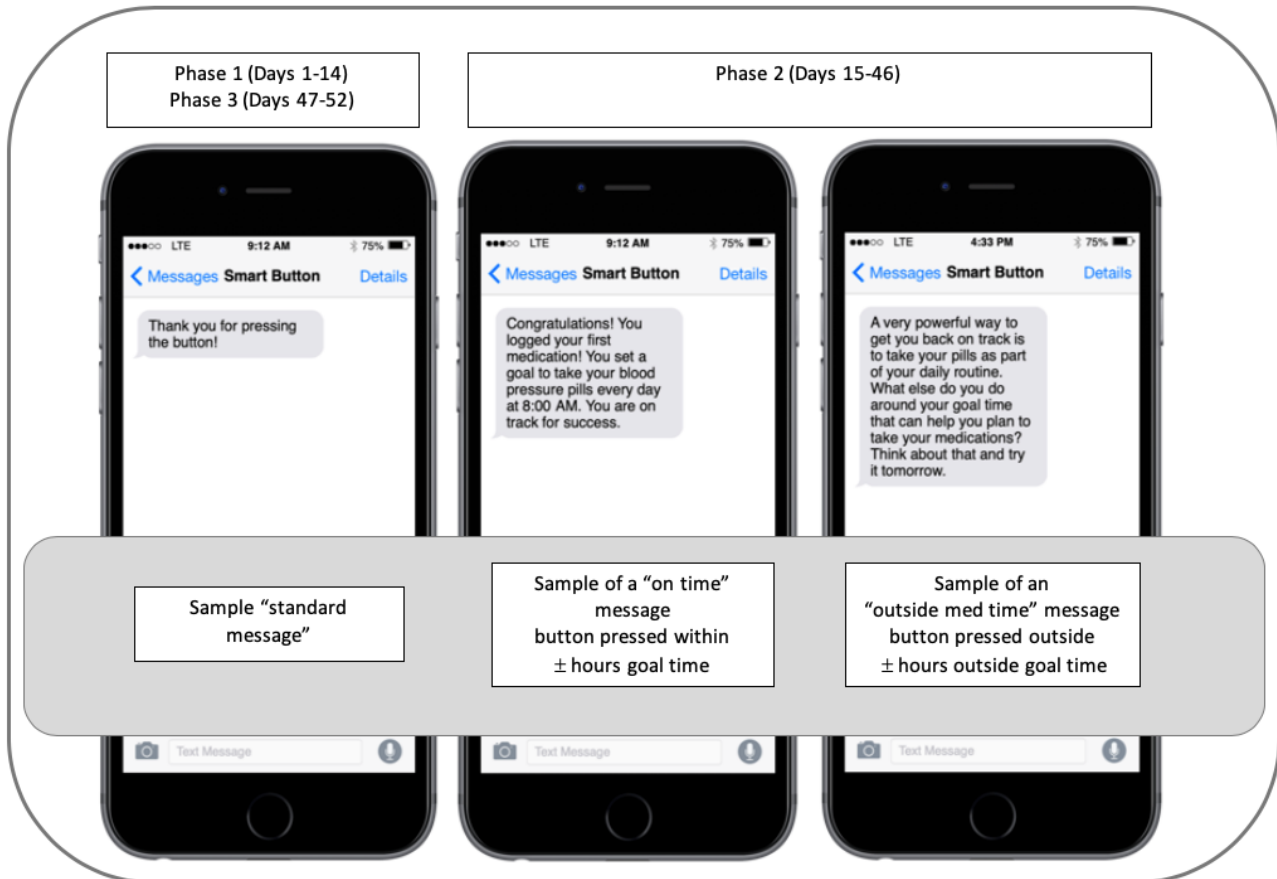 Phase 1 (Days 1-14)
Phase 3 (Days 47-52)
Phase 2 (Days 15-46)
LTE
9:12 AM
75%
Messages
Smart Button
Details
Thank you for pressing
the button!
LTE
9:12 AM
75%
Messages
Smart Button
Details
Congratulations! You
logged your first
medication! You set a
goal to take your blood
pressure pills every day
at 8:00 AM. You are on
track for success.
LTE
4:33 PM
75%
Messages
Smart Button
Details
A very powerful way to
get you back on track is
to take your pills as part
of your daily routine.
What else do you do
around your goal time
that can help you plan to
take your medications?
Think about that and try
it tomorrow.
Sample “standard
message”
Sample of a “on time”
message
button pressed within
± hours goal time
Sample of an
“outside med time” message
button pressed outside
± hours outside goal time
Text Message
Text Message
Text Message